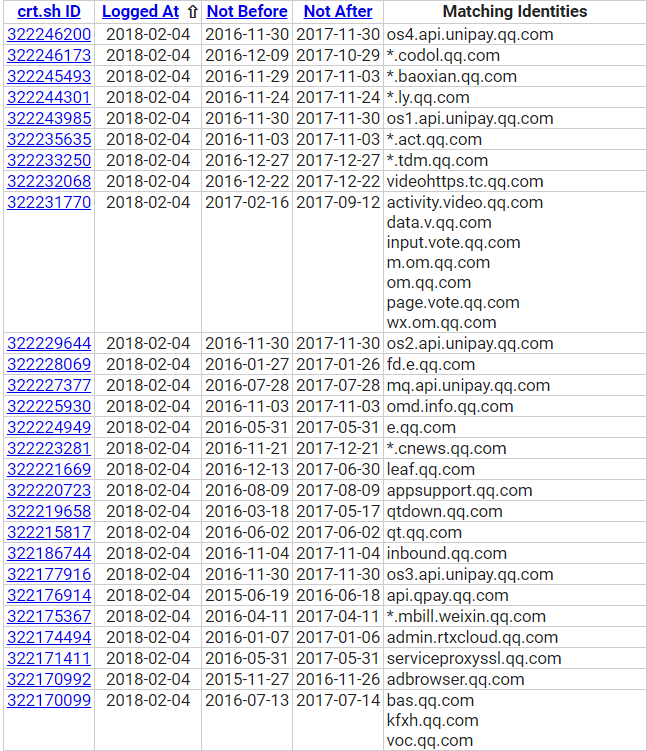 crt.sh ID Logged At ⇧ Not Before Not After Matching Identities
322246200 2018-02-04 2016-11-30 2017-11-30 os4.api.unipay.qq.com
322246173 2018-02-04 2016-12-09 2017-10-29 *.codol.qq.com
322245493 2018-02-04 2016-11-29 2017-11-03 *.baoxian.qq.com
322244301 2018-02-04 2016-11-24 2017-11-24 *.ly.qq.com
322243985 2018-02-04 2016-11-30 2017-11-30 os1.api.unipay.qq.com
322235635 2018-02-04 2016-11-03 2017-11-03 *.act.qq.com
322233250 2018-02-04 2016-12-27 2017-12-27 *.tdm.qq.com
322232068 2018-02-04 2016-12-22 2017-12-22 videohttps.tc.qq.com
322231770 2018-02-04 2017-02-16 2017-09-12 activity.video.qq.com
data.v.qq.com
input.vote.qq.com
m.om.qq.com
om.qq.com
page.vote.qq.com
wx.om.qq.com
322229644 2018-02-04 2016-11-30 2017-11-30 os2.api.unipay.qq.com
322228069 2018-02-04 2016-01-27 2017-01-26 fd.e.qq.com
322227377 2018-02-04 2016-07-28 2017-07-28 mq.api.unipay.qq.com
322225930 2018-02-04 2016-11-03 2017-11-03 omd.info.qq.com
322224949 2018-02-04 2016-05-31 2017-05-31 e.qq.com
322223281 2018-02-04 2016-11-21 2017-12-21 *.cnews.qq.com
322221669 2018-02-04 2016-12-13 2017-06-30 leaf.qq.com
322220723 2018-02-04 2016-08-09 2017-08-09 appsupport.qq.com
322219658 2018-02-04 2016-03-18 2017-05-17 qtdown.qq.com
322215817 2018-02-04 2016-06-02 2017-06-02 qt.qq.com
322186744 2018-02-04 2016-11-04 2017-11-04 inbound.qq.com
322177916 2018-02-04 2016-11-30 2017-11-30 os3.api.unipay.qq.com
322176914 2018-02-04 2015-06-19 2016-06-18 api.qpay.qq.com
322175367 2018-02-04 2016-04-11 2017-04-11 *.mbill.weixin.qq.com
322174494 2018-02-04 2016-01-07 2017-01-06 admin.rtxcloud.qq.com
322171411 2018-02-04 2016-05-31 2017-05-31 serviceproxyssl.qq.com
322170992 2018-02-04 2015-11-27 2016-11-26 adbrowser.qq.com
322170099 2018-02-04 2016-07-13 2017-07-14 bas.qq.com
kfxh.qq.com
voc.qq.com